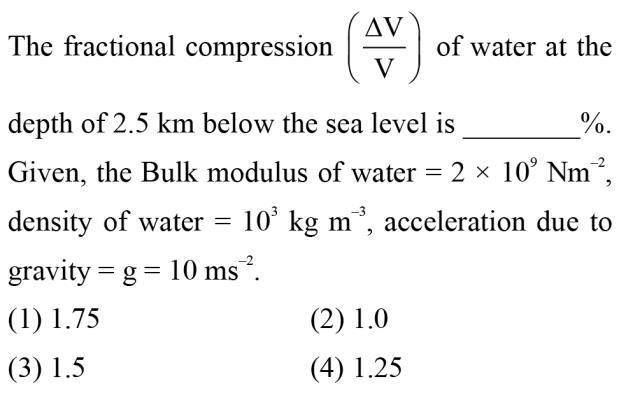 The fractional compression (ΔV/V) of water at the
depth of 2.5 km below the sea level is ________%.
Given, the Bulk modulus of water = 2 × 10⁹ Nm⁻²,
density of water = 10³ kg m⁻³, acceleration due to
gravity = g = 10 ms⁻².
(1) 1.75 (2) 1.0
(3) 1.5 (4) 1.25